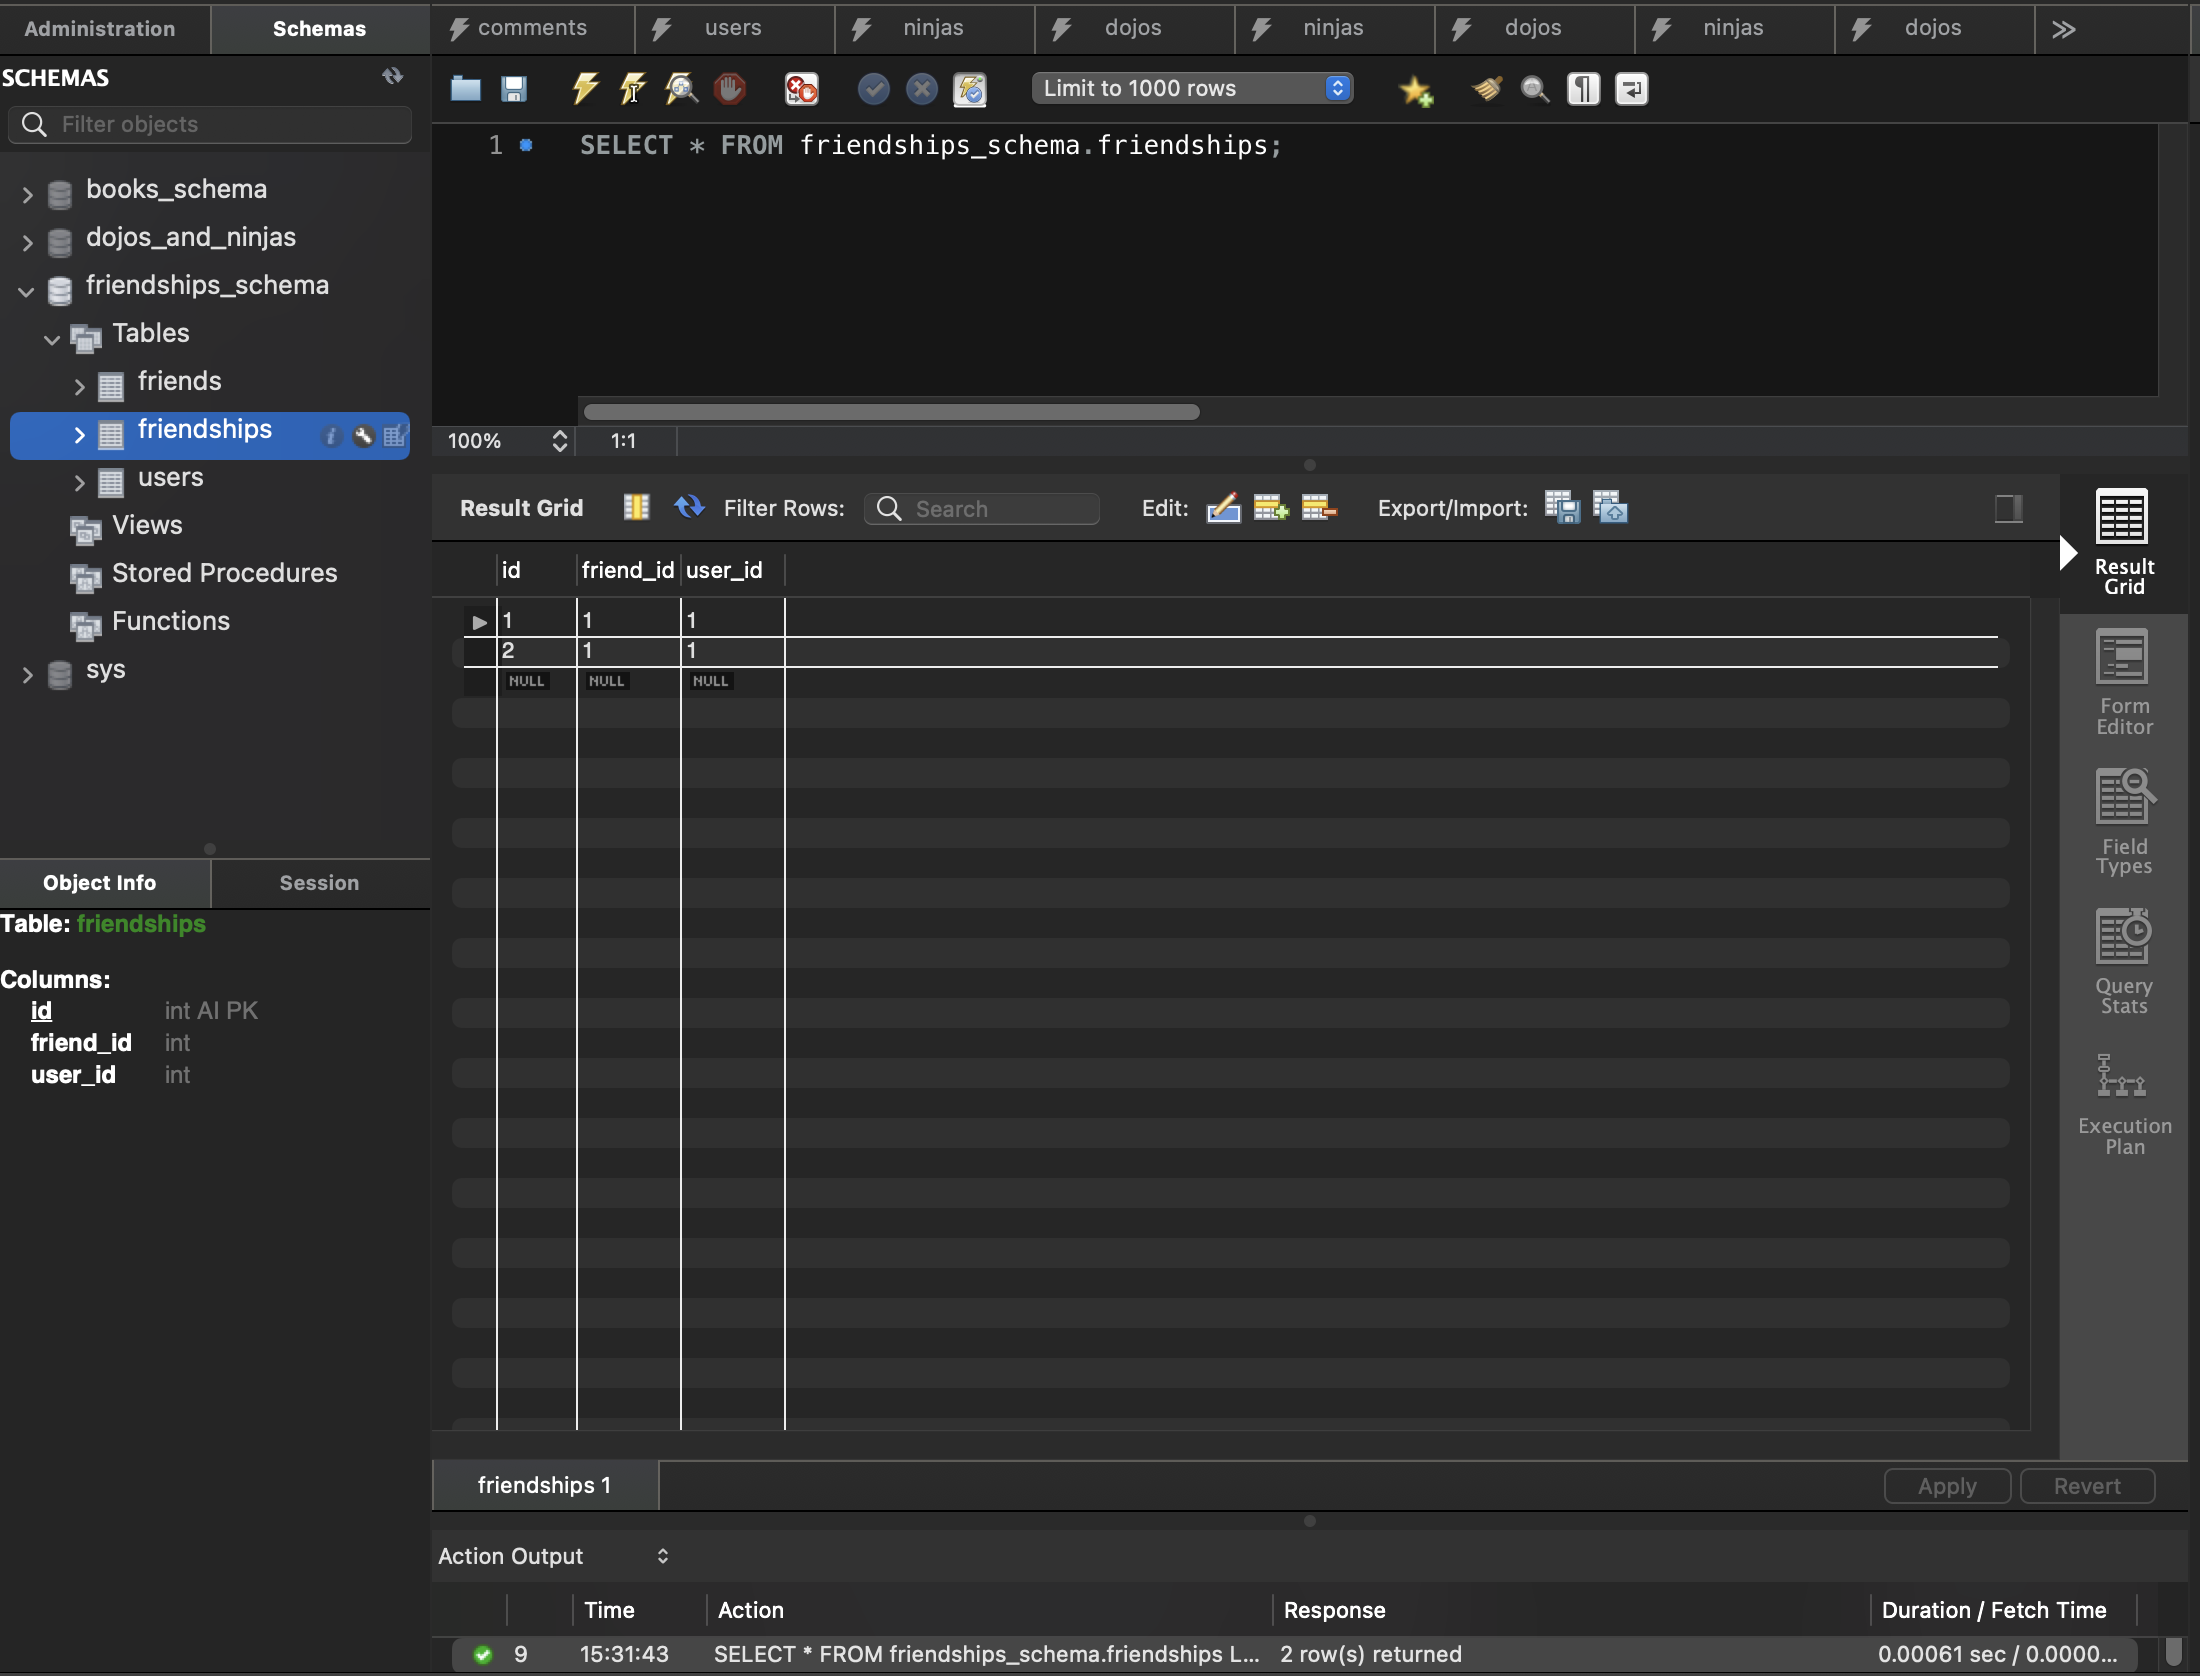 Administration
Schemas
comments
users
ninjas
dojos
ninjas
dojos
ninjas
dojos
SCHEMAS
Filter objects
books_schema
dojos_and_ninjas
friendships_schema
Tables
friends
friendships
users
Views
Stored Procedures
Functions
sys
Object Info
Session
Table: friendships
Columns:
id int AI PK
friend_id int
user_id int
Limit to 1000 rows
1 SELECT * FROM friendships_schema.friendships;
100% 1:1
Result Grid Filter Rows: Search Edit: Export/Import:
id friend_id user_id
1 1 1
2 1 1
NULL NULL NULL
Result
Grid
Form
Editor
Field
Types
Query
Stats
Execution
Plan
friendships 1
Apply Revert
Action Output
Time Action Response Duration / Fetch Time
9 15:31:43 SELECT * FROM friendships_schema.friendships L... 2 row(s) returned 0.00061 sec / 0.0000...